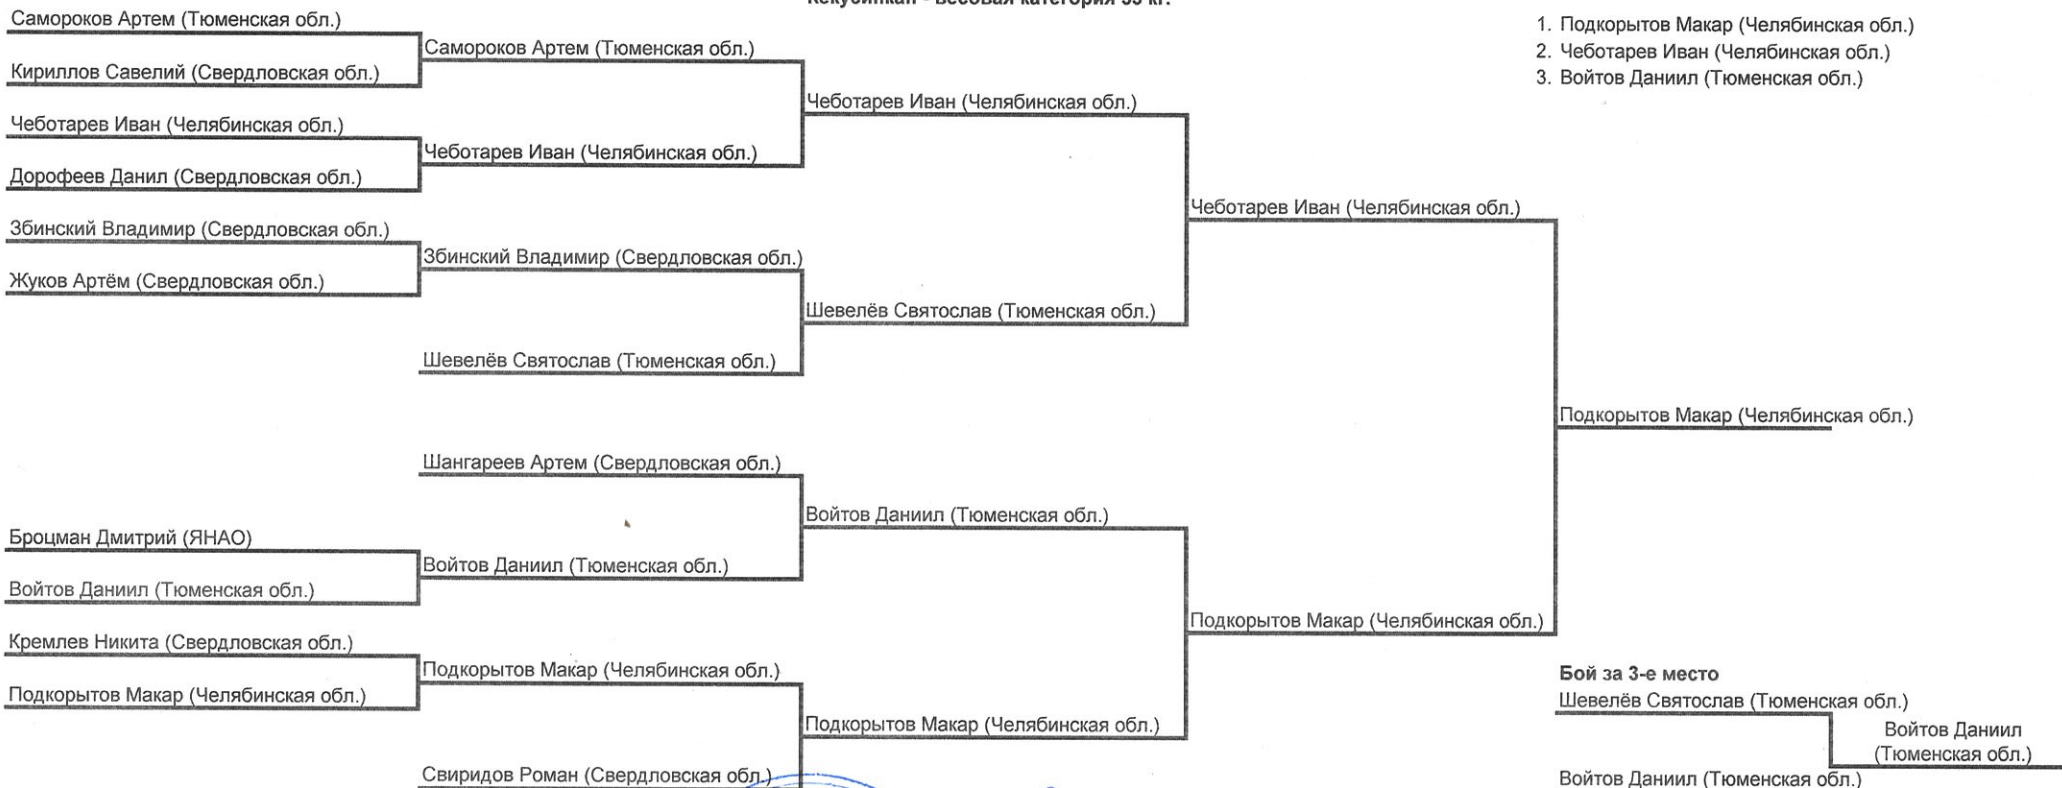 Кёкусинкай - весовая категория 55 кг.
1. Подкорытов Макар (Челябинская обл.)
2. Чеботарев Иван (Челябинская обл.)
3. Войтов Даниил (Тюменская обл.)
Самороков Артем (Тюменская обл.)
Кириллов Савелий (Свердловская обл.)
Чеботарев Иван (Челябинская обл.)
Дорофеев Данил (Свердловская обл.)
Збинский Владимир (Свердловская обл.)
Жуков Артём (Свердловская обл.)
Броцман Дмитрий (ЯНАО)
Войтов Даниил (Тюменская обл.)
Кремлев Никита (Свердловская обл.)
Подкорытов Макар (Челябинская обл.)
Самороков Артем (Тюменская обл.)
Чеботарев Иван (Челябинская обл.)
Збинский Владимир (Свердловская обл.)
Шевелёв Святослав (Тюменская обл.)
Шангареев Артем (Свердловская обл.)
Войтов Даниил (Тюменская обл.)
Подкорытов Макар (Челябинская обл.)
Свиридов Роман (Свердловская обл.)
Чеботарев Иван (Челябинская обл.)
Шевелёв Святослав (Тюменская обл.)
Войтов Даниил (Тюменская обл.)
Подкорытов Макар (Челябинская обл.)
Чеботарев Иван (Челябинская обл.)
Подкорытов Макар (Челябинская обл.)
Подкорытов Макар (Челябинская обл.)
Бой за 3-е место
Шевелёв Святослав (Тюменская обл.)
Войтов Даниил (Тюменская обл.)
Войтов Даниил
(Тюменская обл.)